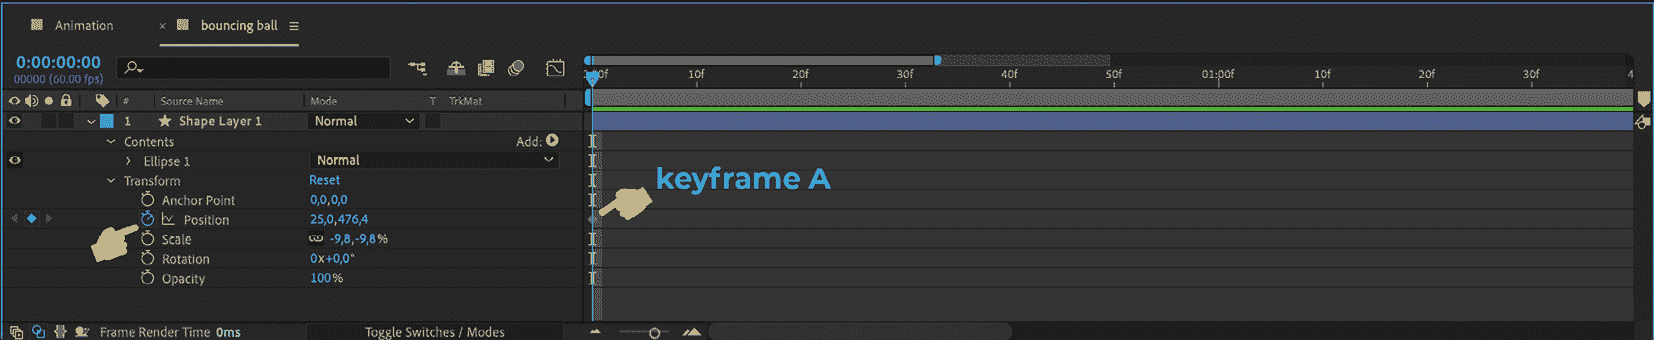 Animation
× bouncing ball
0:00:00:00
00000 (60.00 fps)
:00f 10f 20f 30f 40f 50f 01:00f 10f 20f 30f 4
# Source Name Mode T TrkMat
1 Shape Layer 1 Normal
Contents Add:
Ellipse 1 Normal
keyframe A
Transform Reset
Anchor Point 0,0,0,0
Position 25,0,476,4
Scale -9,8,-9,8%
Rotation 0x+0,0°
Opacity 100%
Frame Render Time 0ms Toggle Switches / Modes